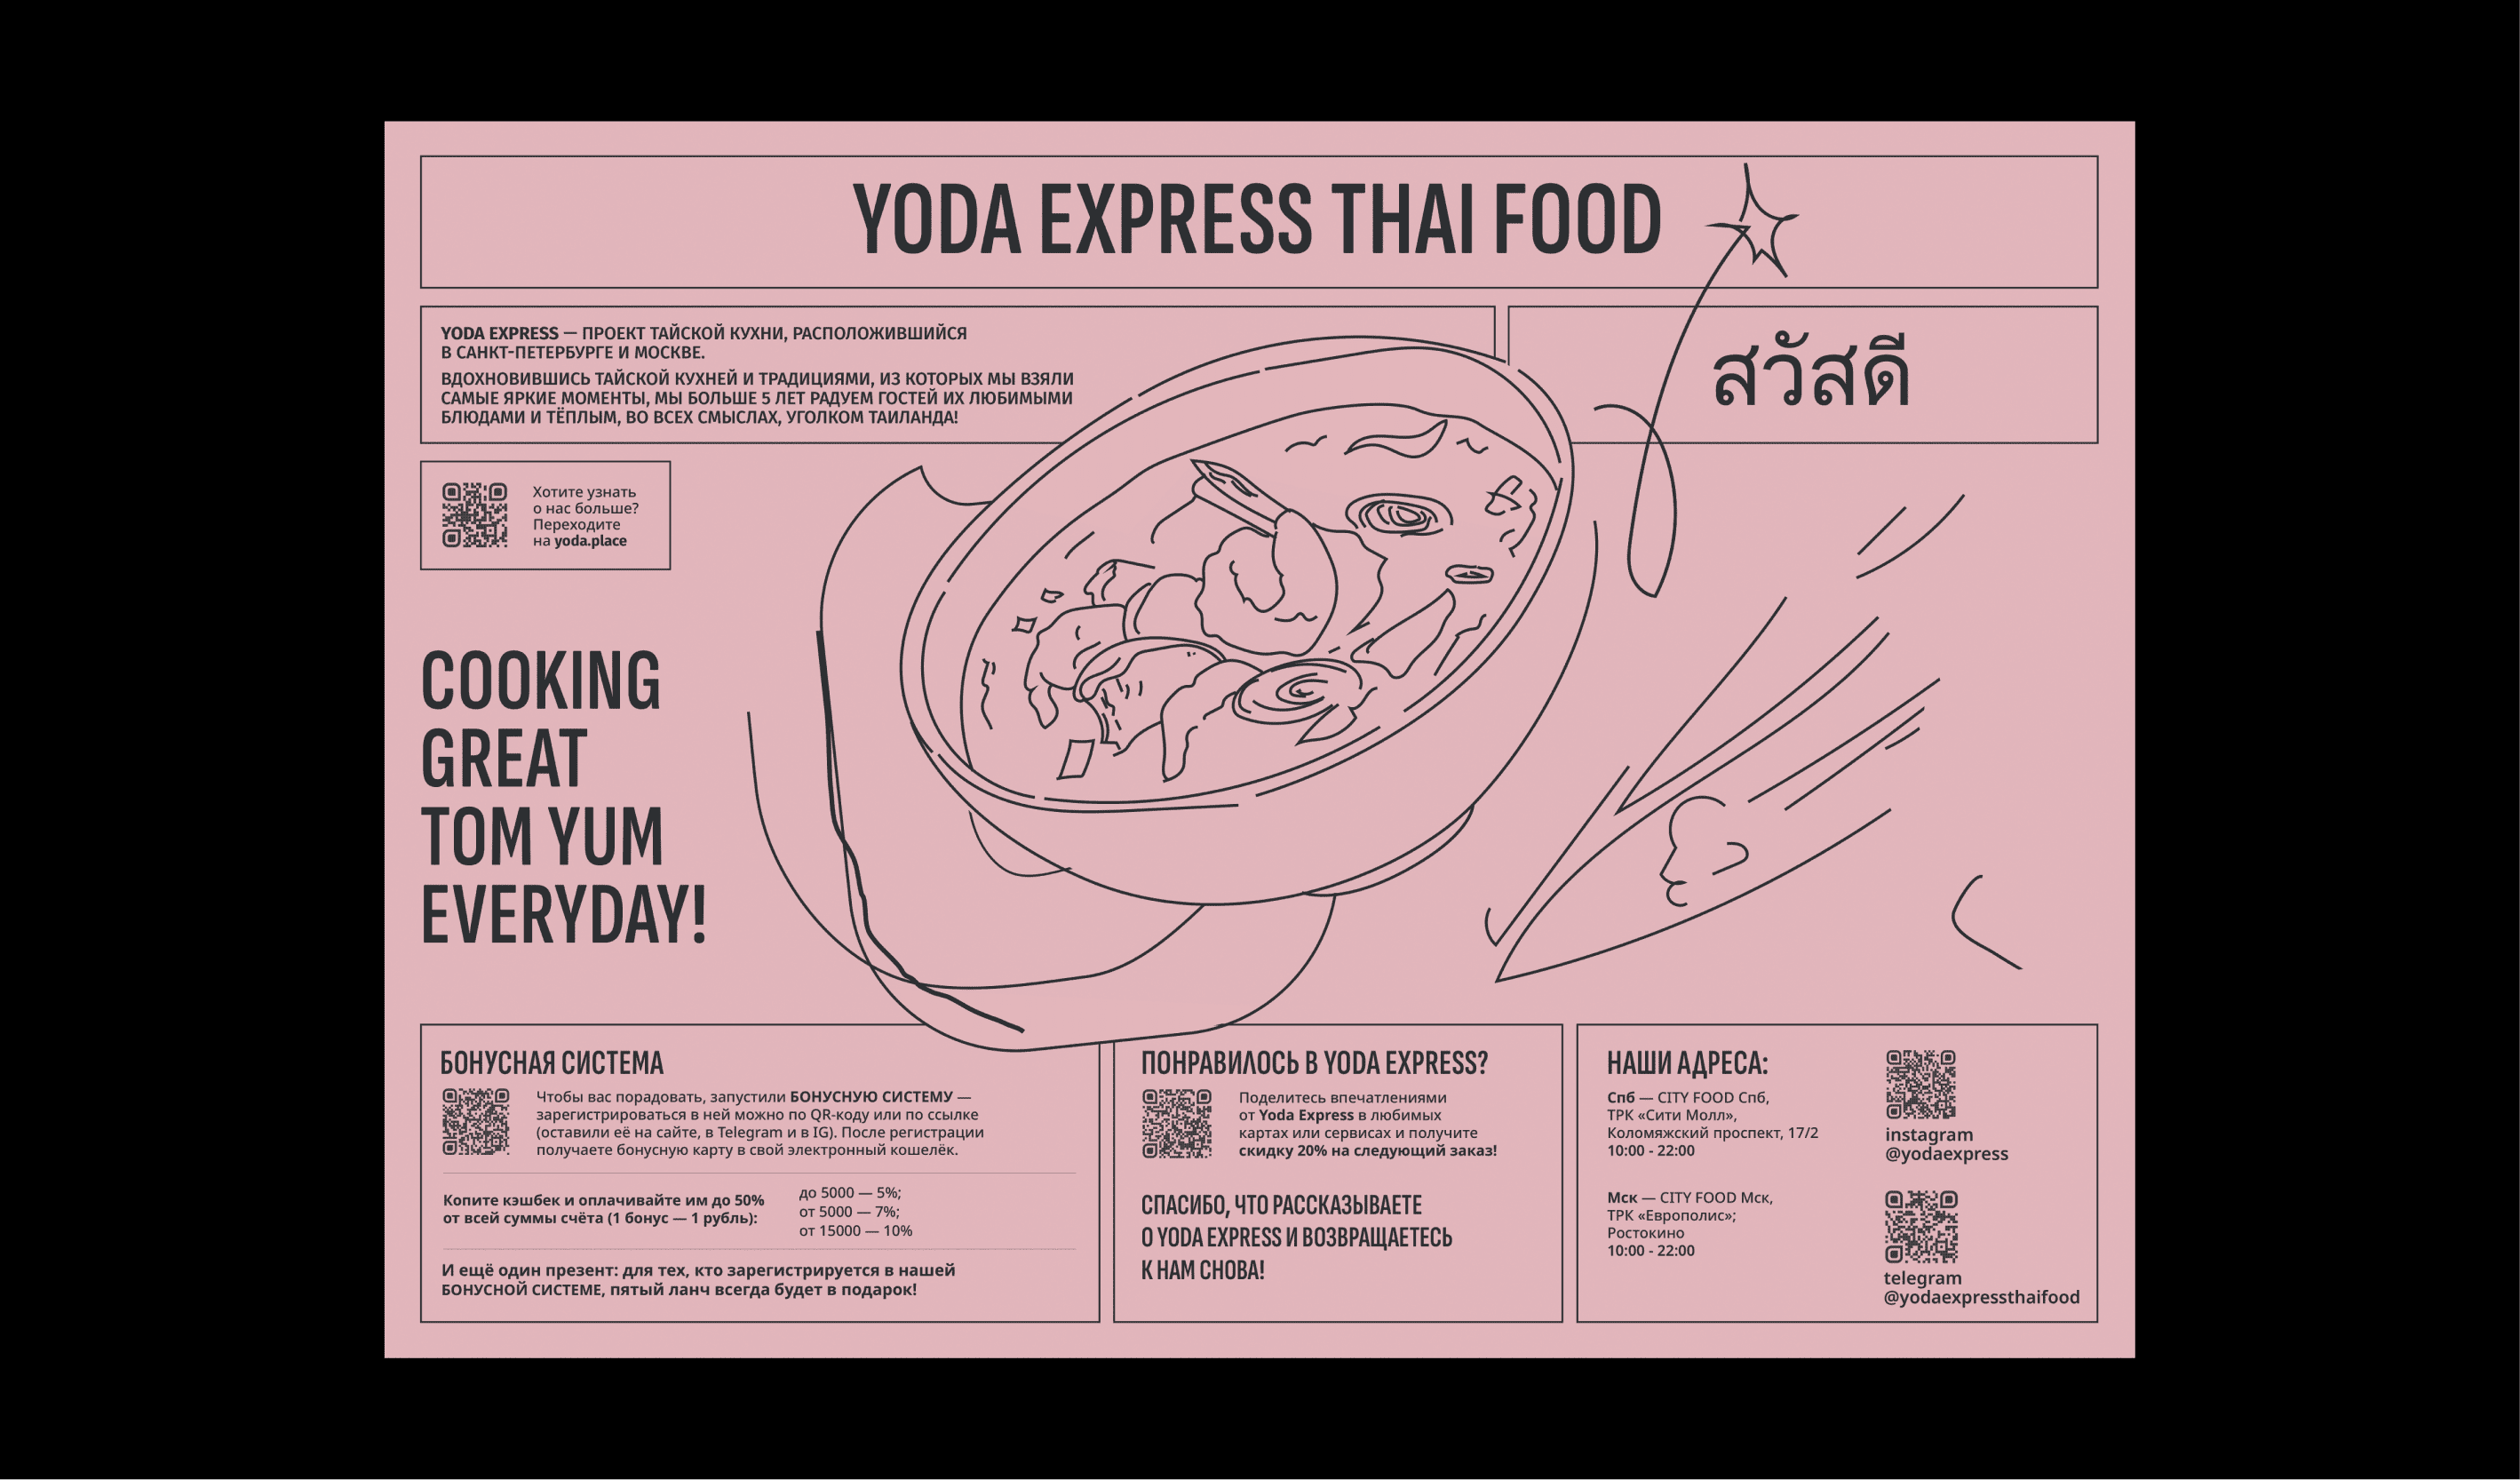 YODA EXPRESS THAI FOOD
YODA EXPRESS — ПРОЕКТ ТАЙСКОЙ КУХНИ, РАСПОЛОЖИВШИЙСЯ
В САНКТ-ПЕТЕРБУРГЕ И МОСКВЕ.
ВДОХНОВИВШИСЬ ТАЙСКОЙ КУХНЕЙ И ТРАДИЦИЯМИ, ИЗ КОТОРЫХ МЫ ВЗЯЛИ
САМЫЕ ЯРКИЕ МОМЕНТЫ, МЫ БОЛЬШЕ 5 ЛЕТ РАДУЕМ ГОСТЕЙ ИХ ЛЮБИМЫМИ
БЛЮДАМИ И ТЁПЛЫМ, ВО ВСЕХ СМЫСЛАХ, УГОЛКОМ ТАИЛАНДА!
สวัสดี
Хотите узнать
о нас больше?
Переходите
на yoda.place
COOKING
GREAT
TOM YUM
EVERYDAY!
БОНУСНАЯ СИСТЕМА
Чтобы вас порадовать, запустили БОНУСНУЮ СИСТЕМУ —
зарегистрироваться в ней можно по QR-коду или по ссылке
(оставили её на сайте, в Telegram и в IG). После регистрации
получаете бонусную карту в свой электронный кошелёк.
Копите кэшбек и оплачивайте им до 50%
от всей суммы счёта (1 бонус — 1 рубль):
до 5000 — 5%;
от 5000 — 7%;
от 15000 — 10%
И ещё один презент: для тех, кто зарегистрируется в нашей
БОНУСНОЙ СИСТЕМЕ, пятый ланч всегда будет в подарок!
ПОНРАВИЛОСЬ В YODA EXPRESS?
Поделитесь впечатлениями
от Yoda Express в любимых
картах или сервисах и получите
скидку 20% на следующий заказ!
СПАСИБО, ЧТО РАССКАЗЫВАЕТЕ
О YODA EXPRESS И ВОЗВРАЩАЕТЕСЬ
К НАМ СНОВА!
НАШИ АДРЕСА:
Спб — CITY FOOD Спб,
ТРК «Сити Молл»,
Коломяжский проспект, 17/2
10:00 - 22:00
Мск — CITY FOOD Мск,
ТРК «Европолис»;
Ростокино
10:00 - 22:00
instagram
@yodaexpress
telegram
@yodaexpressthaifood